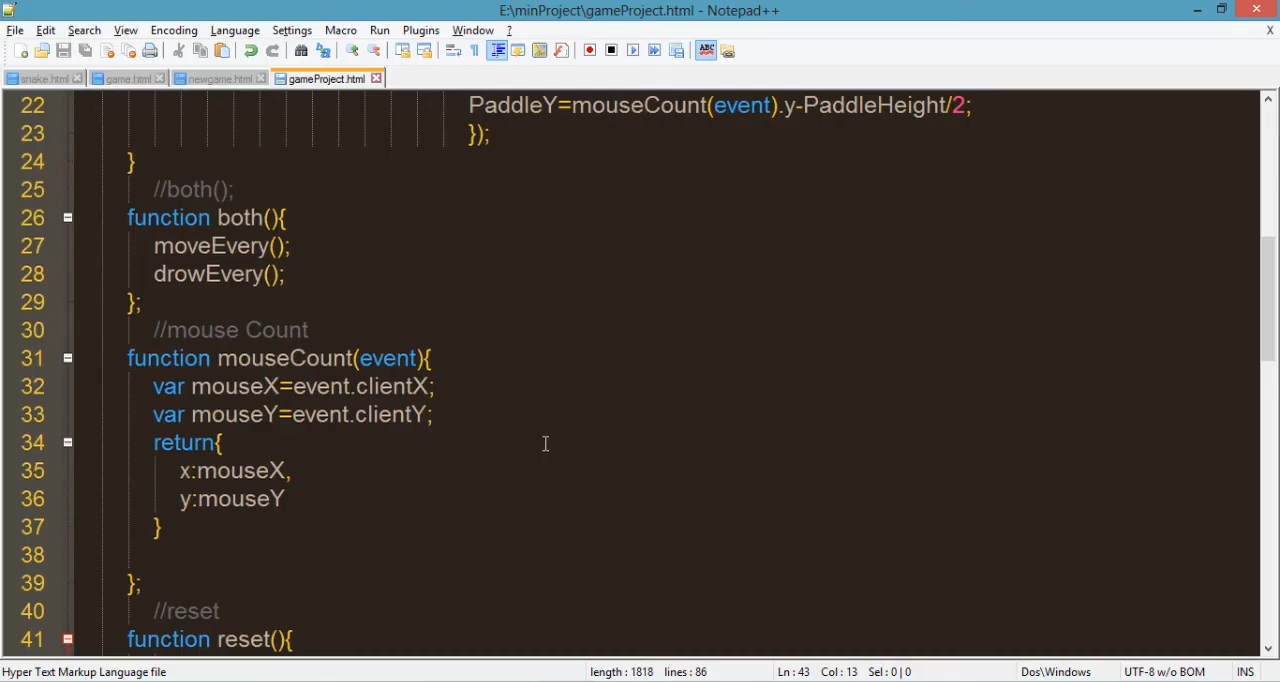 E:\minProject\gameProject.html - Notepad++
File Edit Search View Encoding Language Settings Macro Run Plugins Window ? X
snake.html game.html newgame.html gameProject.html
22 PaddleY=mouseCount(event).y-PaddleHeight/2;
23 });
24 }
25 //both();
26 function both(){
27 moveEvery();
28 drowEvery();
29 };
30 //mouse Count
31 function mouseCount(event){
32 var mouseX=event.clientX;
33 var mouseY=event.clientY;
34 return{
35 x:mouseX,
36 y:mouseY
37 }
38
39 };
40 //reset
41 function reset(){
Hyper Text Markup Language file length : 1818 lines : 86 Ln : 43 Col : 13 Sel : 0 | 0 Dos\Windows UTF-8 w/o BOM INS